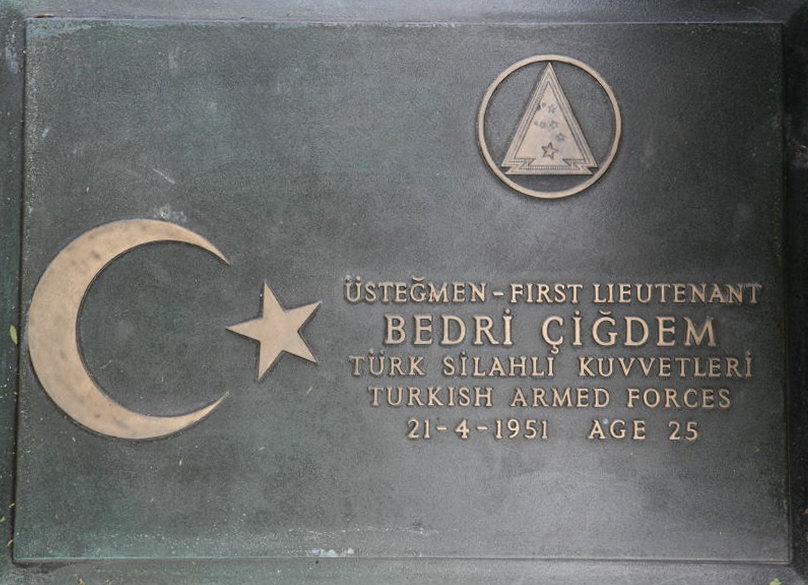 ÜSTEĞMEN-FIRST LIEUTENANT
BEDRİ ÇİĞDEM
TÜRK SİLAHLI KUVVETLERİ
TURKISH ARMED FORCES
21-4-1951 AGE 25